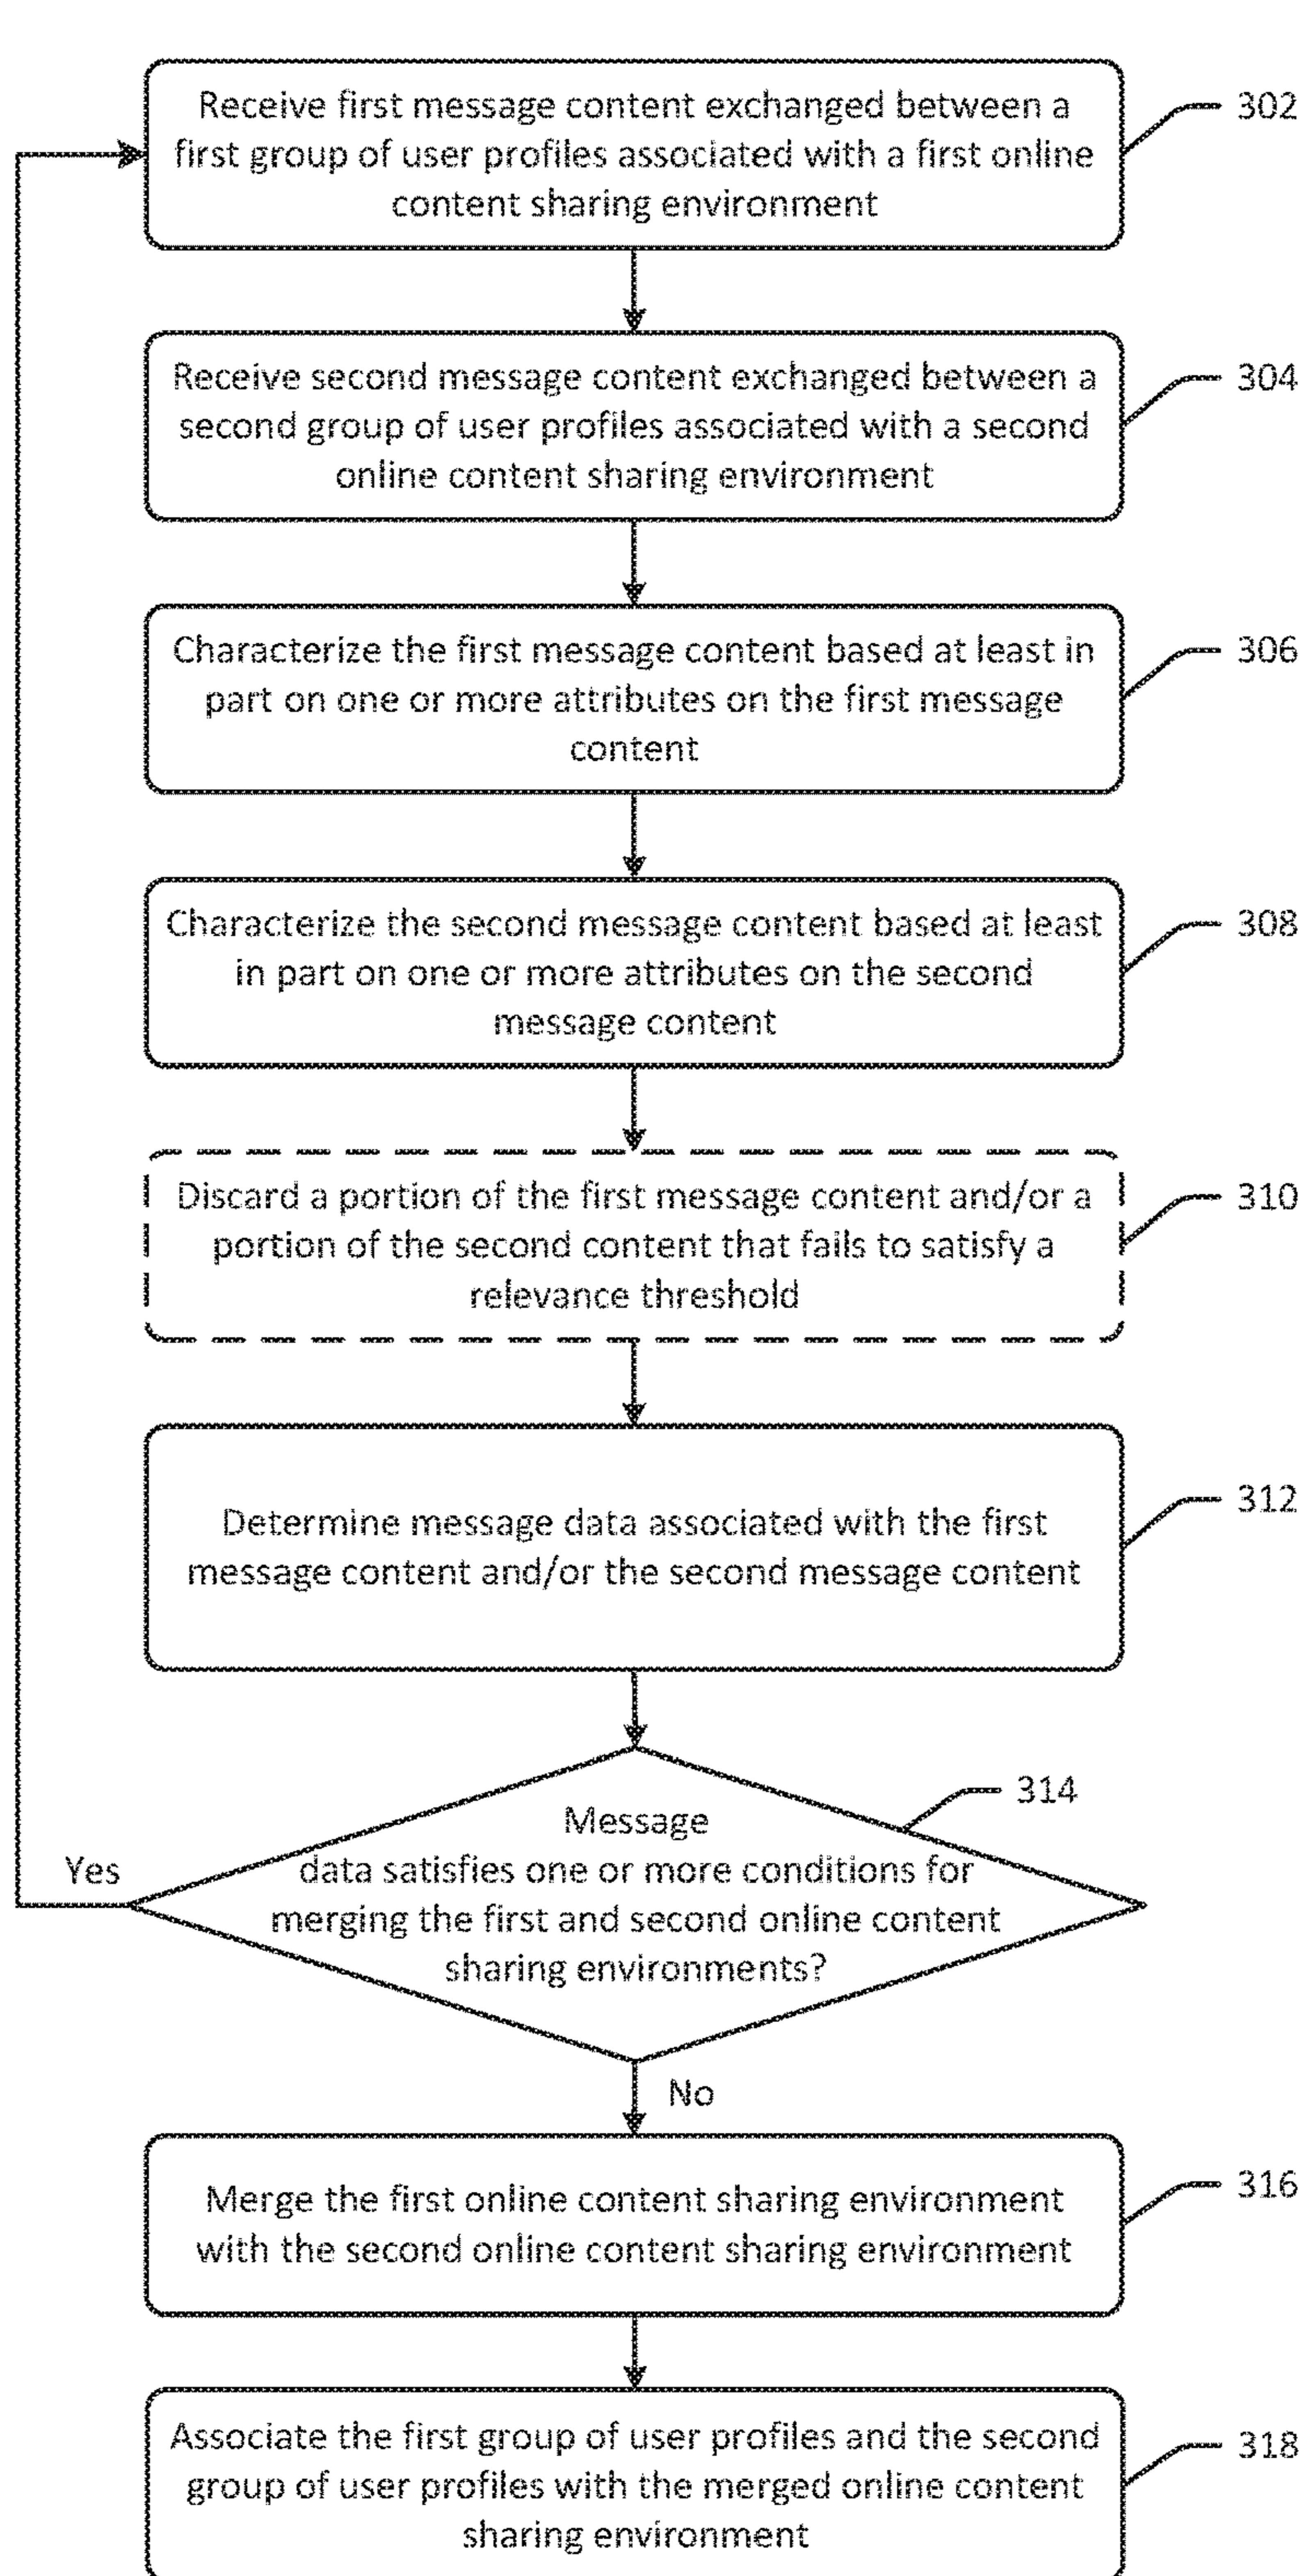 Receive first message content exchanged between a
first group of user profiles associated with a first online
content sharing environment
302
Receive second message content exchanged between a
second group of user profiles associated with a second
online content sharing environment
304
Characterize the first message content based at least in
part on one or more attributes on the first message
content
306
Characterize the second message content based at least
in part on one or more attributes on the second
message content
308
Discard a portion of the first message content and/or a
portion of the second content that fails to satisfy a
relevance threshold
310
Determine message data associated with the first
message content and/or the second message content
312
314
Message
data satisfies one or more conditions for
merging the first and second online content
sharing environments?
Yes
No
Merge the first online content sharing environment
with the second online content sharing environment
316
Associate the first group of user profiles and the second
group of user profiles with the merged online content
sharing environment
318